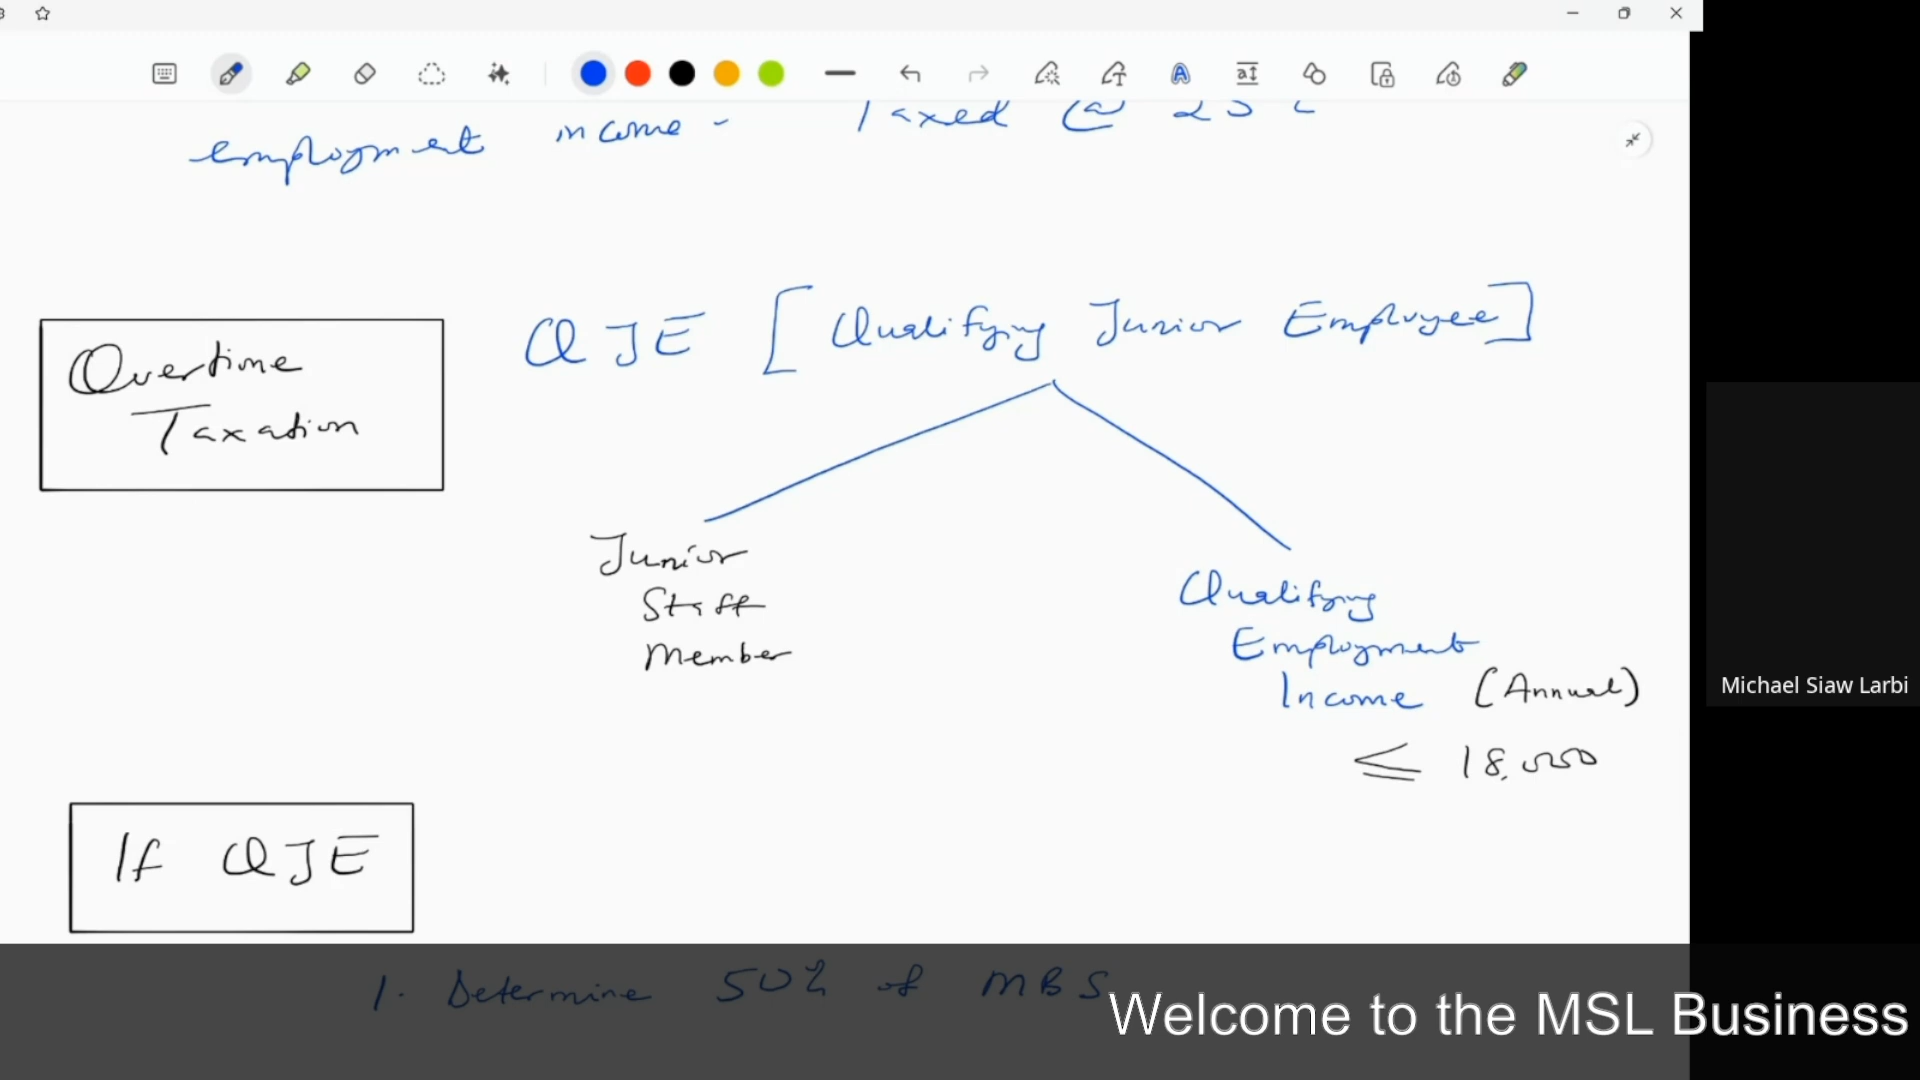 employment income - Taxed @ 25%
Overtime
Taxation
QJE [Qualifying Junior Employee]
Junior
Staff
Member
Qualifying
Employment
Income (Annual)
≤ 18,000
Michael Siaw Larbi
If QJE
1. Determine 50% of MBS
Welcome to the MSL Business